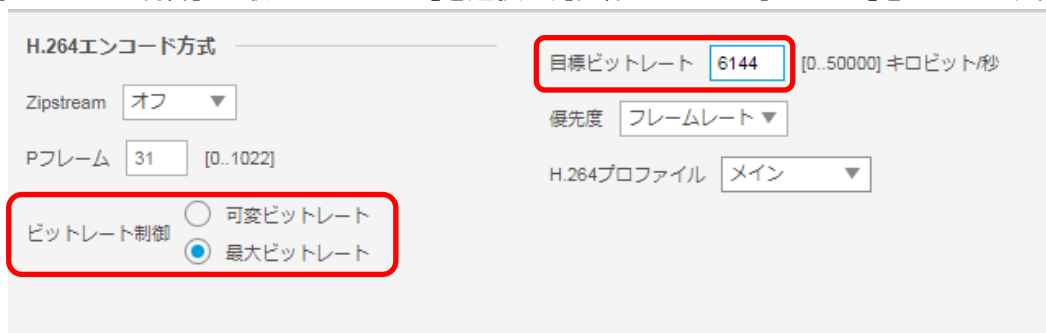 H.264エンコード方式
Zipstream オフ ▼
Pフレーム 31 [0..1022]
ビットレート制御
可変ビットレート
最大ビットレート
目標ビットレート 6144 [0..50000] キロビット/秒
優先度 フレームレート ▼
H.264プロファイル メイン ▼